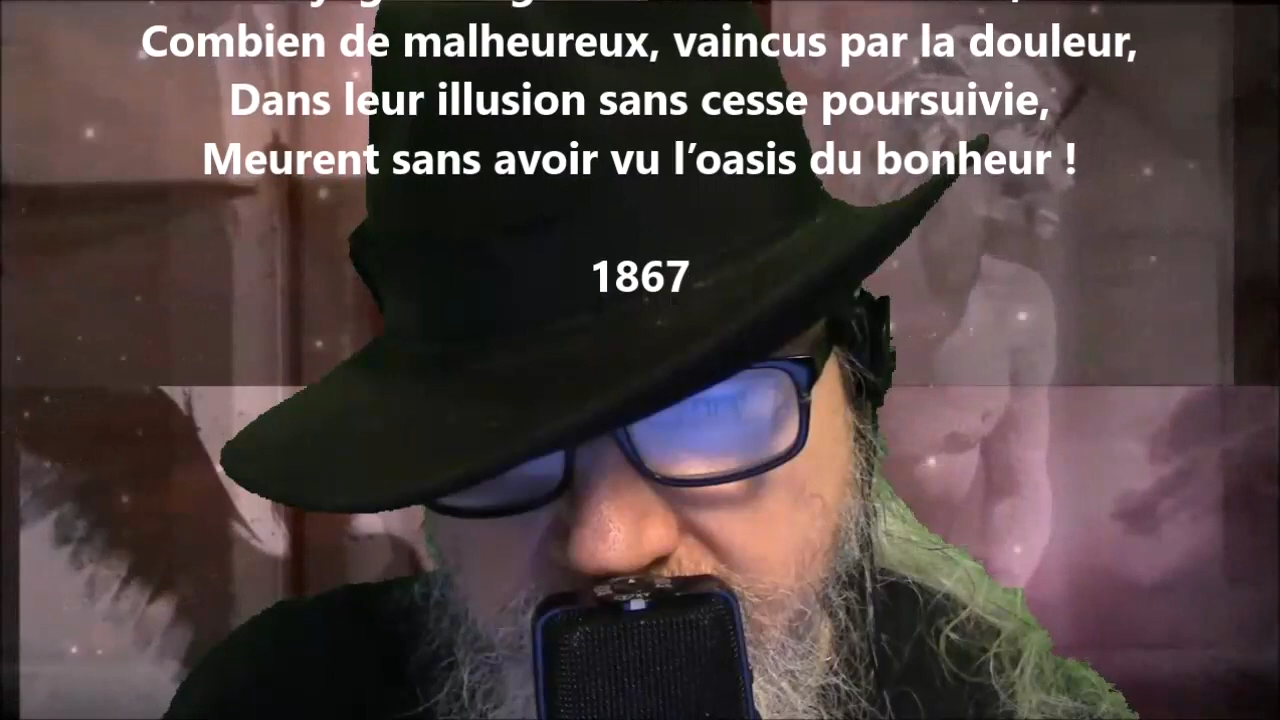 Combien de malheureux, vaincus par la douleur,
Dans leur illusion sans cesse poursuivie,
Meurent sans avoir vu l’oasis du bonheur !
1867